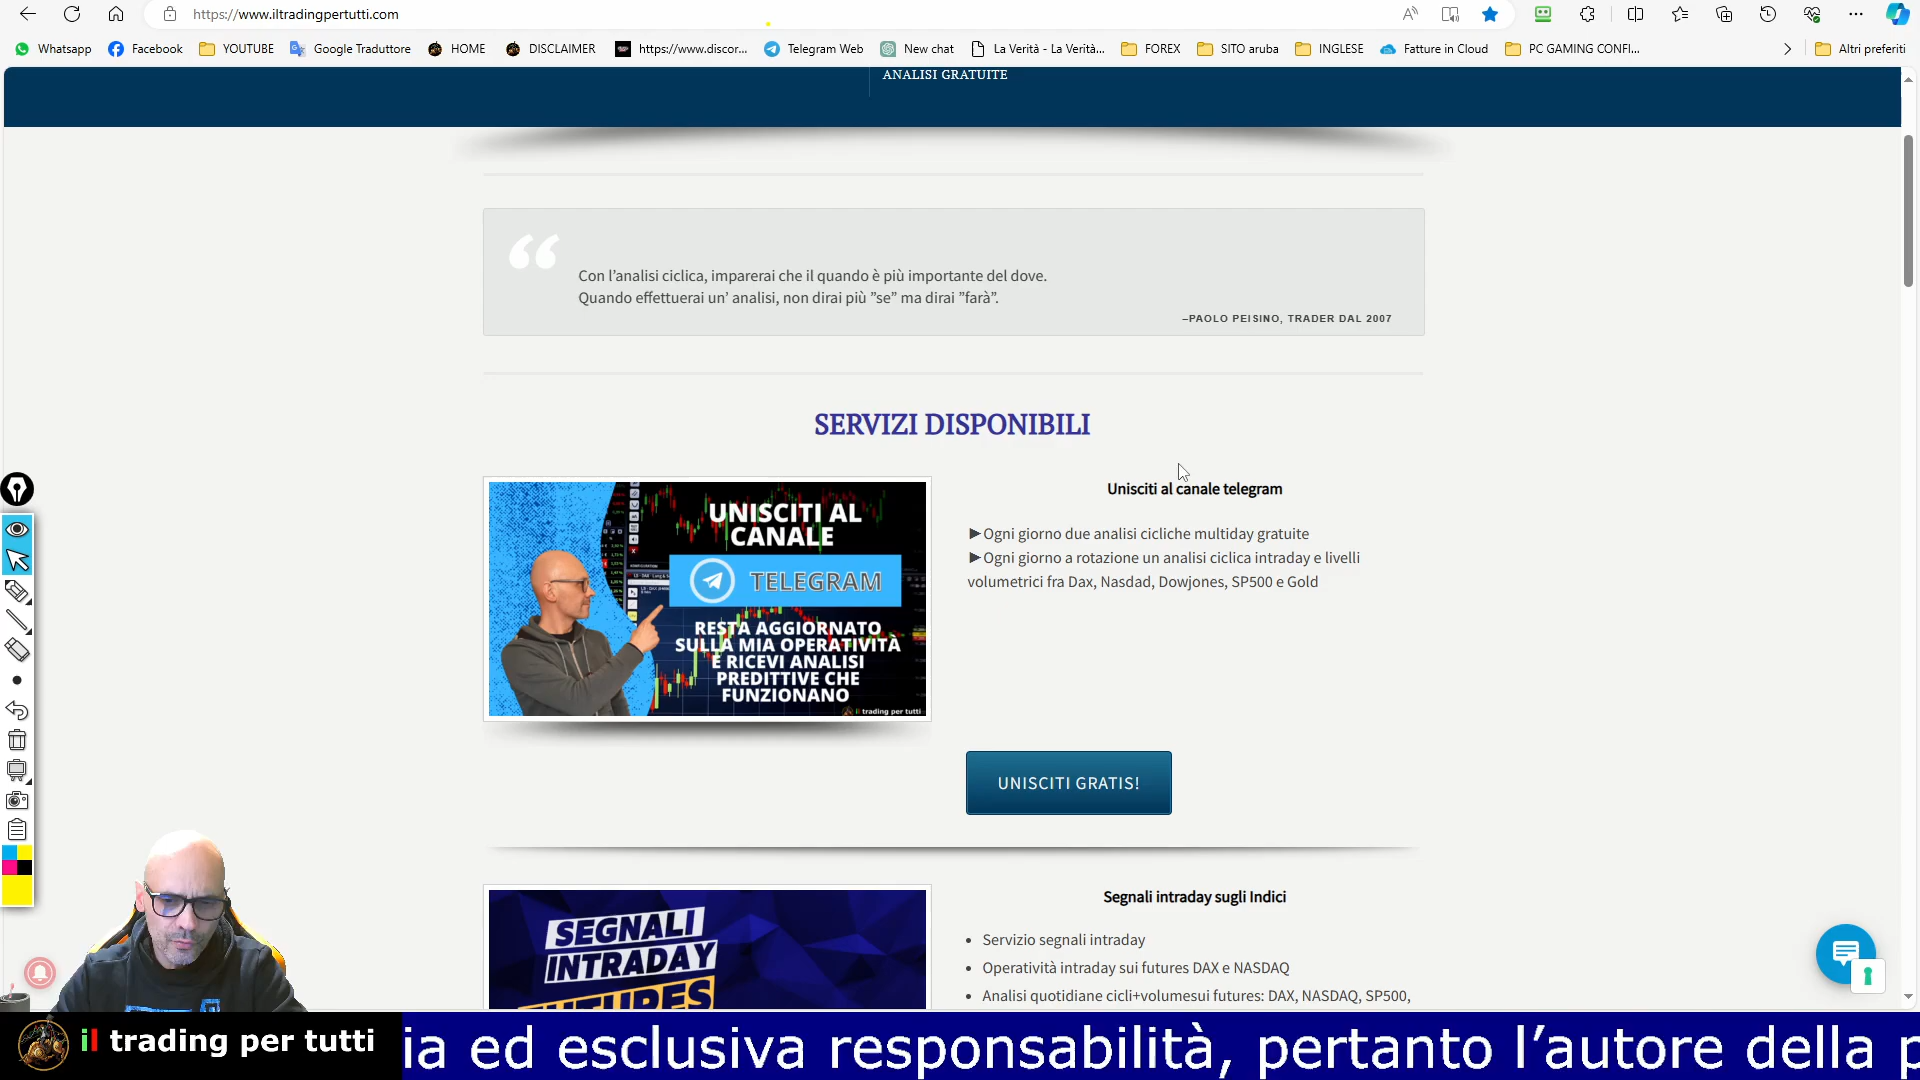 https://www.iltradingpertutti.com
Whatsapp
Facebook
YOUTUBE
Google Traduttore
HOME
DISCLAIMER
https://www.discor...
Telegram Web
New chat
La Verità - La Verità...
FOREX
SITO aruba
INGLESE
Fatture in Cloud
PC GAMING CONFI...
Altri preferiti
ANALISI GRATUITE
Con l’analisi ciclica, imparerai che il quando è più importante del dove.
Quando effettuerai un’ analisi, non dirai più ”se” ma dirai ”farà”.
–PAOLO PEISINO, TRADER DAL 2007
SERVIZI DISPONIBILI
UNISCITI AL
CANALE
TELEGRAM
RESTA AGGIORNATO
SULLA MIA OPERATIVITÀ
E RICEVI ANALISI
PREDITTIVE CHE
FUNZIONANO
il trading per tutti
Unisciti al canale telegram
►Ogni giorno due analisi cicliche multiday gratuite
►Ogni giorno a rotazione un analisi ciclica intraday e livelli
volumetrici fra Dax, Nasdad, Dowjones, SP500 e Gold
UNISCITI GRATIS!
SEGNALI
INTRADAY
FUTURES
Segnali intraday sugli Indici
• Servizio segnali intraday
• Operatività intraday sui futures DAX e NASDAQ
• Analisi quotidiane cicli+volumesui futures: DAX, NASDAQ, SP500,
il trading per tutti
ia ed esclusiva responsabilità, pertanto l’autore della p